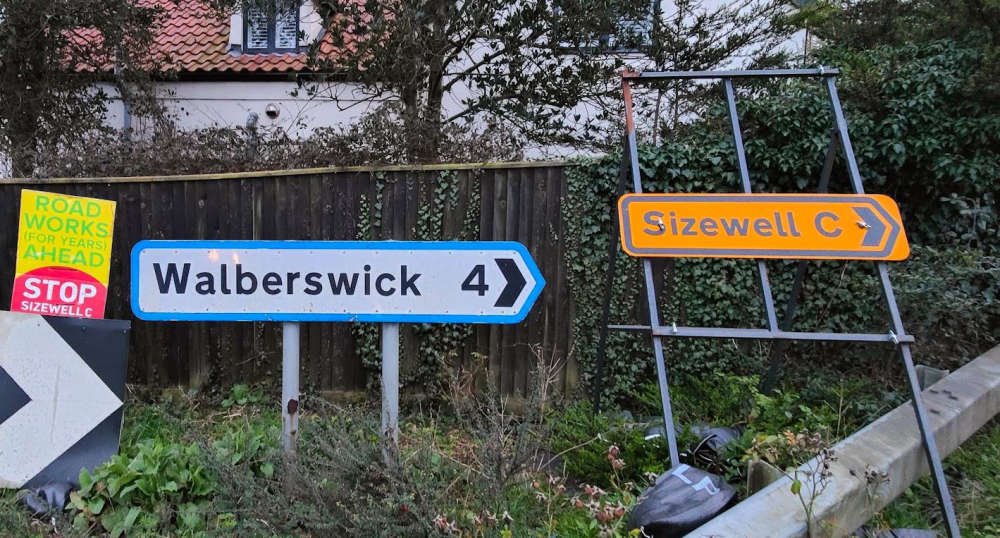 ROAD
WORKS
(FOR YEARS)
AHEAD
STOP
SIZEWELL C
Walberswick 4
Sizewell C